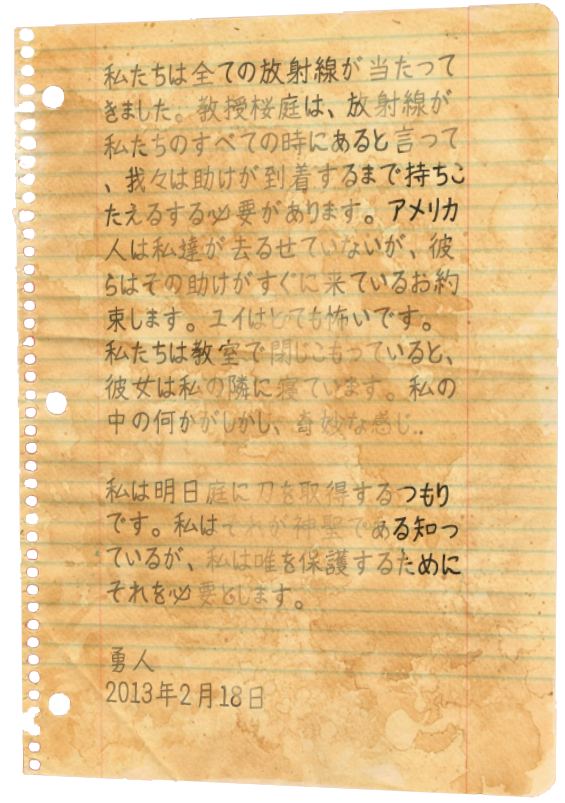 私たちは全ての放射線が当たって
きました。教授桜庭は、放射線が
私たちのすべての時にあると言って
、我々は助けが到着するまで持ちこ
たえるする必要があります。アメリカ
人は私達が去るせていないが、彼
らはその助けがすぐに来ているお約
束します。ユイはとても怖いです。
私たちは教室で閉じこもっていると、
彼女は私の隣に寝ています。私の
中の何かがしかし、奇妙な感じ..
私は明日庭に刀を取得するつもり
です。私はそれが神聖である知っ
ているが、私は唯を保護するために
それを必要とします。
勇人
2013年2月18日